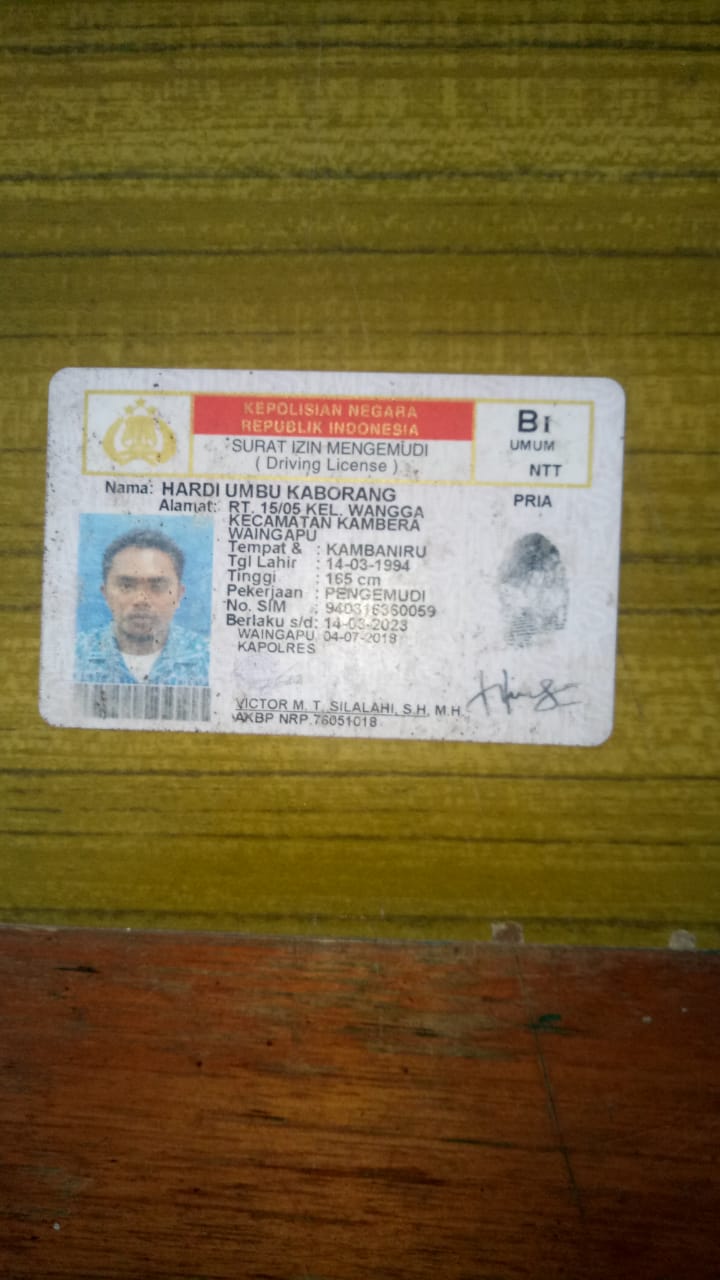 KEPOLISIAN NEGARA
REPUBLIK INDONESIA
SURAT IZIN MENGEMUDI
( Driving License )
BI
UMUM
NTT
Nama: HARDI UMBU KABORANG
PRIA
Alamat: RT. 15/05 KEL. WANGGA
KECAMATAN KAMBERA
WAINGAPU
Tempat & : KAMBANIRU
Tgl Lahir : 14-03-1994
Tinggi : 165 cm
Pekerjaan : PENGEMUDI
No. SIM : 940316360059
Berlaku s/d: 14-03-2023
WAINGAPU, 04-07-2018
KAPOLRES
VICTOR M. T. SILALAHI, S.H, M.H.
AKBP NRP.76051018